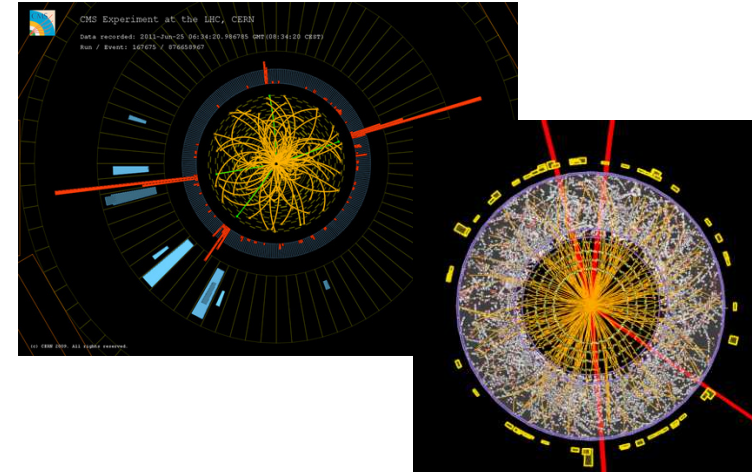 CMS Experiment at the LHC, CERN
Data recorded: 2011-Jun-25 06:34:20.986785 GMT(08:34:20 CEST)
Run / Event: 167675 / 876658967
(c) CERN 2009. All rights reserved.